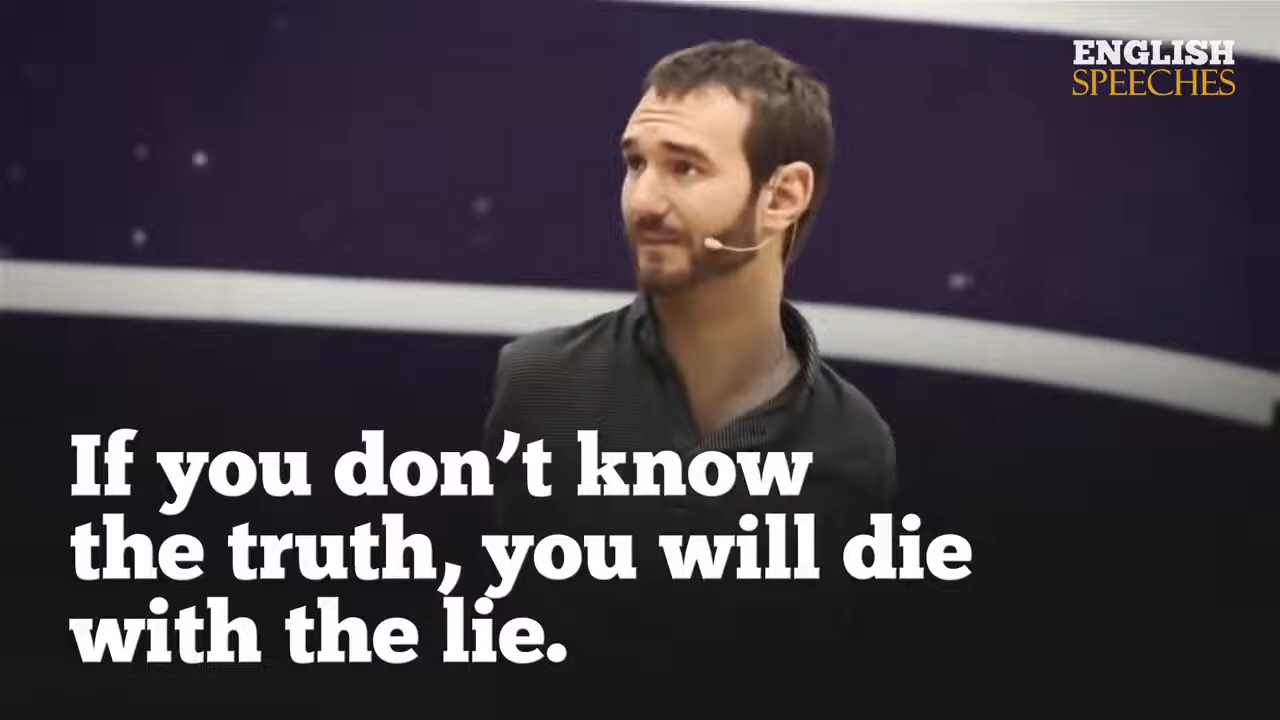 ENGLISH
SPEECHES
If you don’t know
the truth, you will die
with the lie.